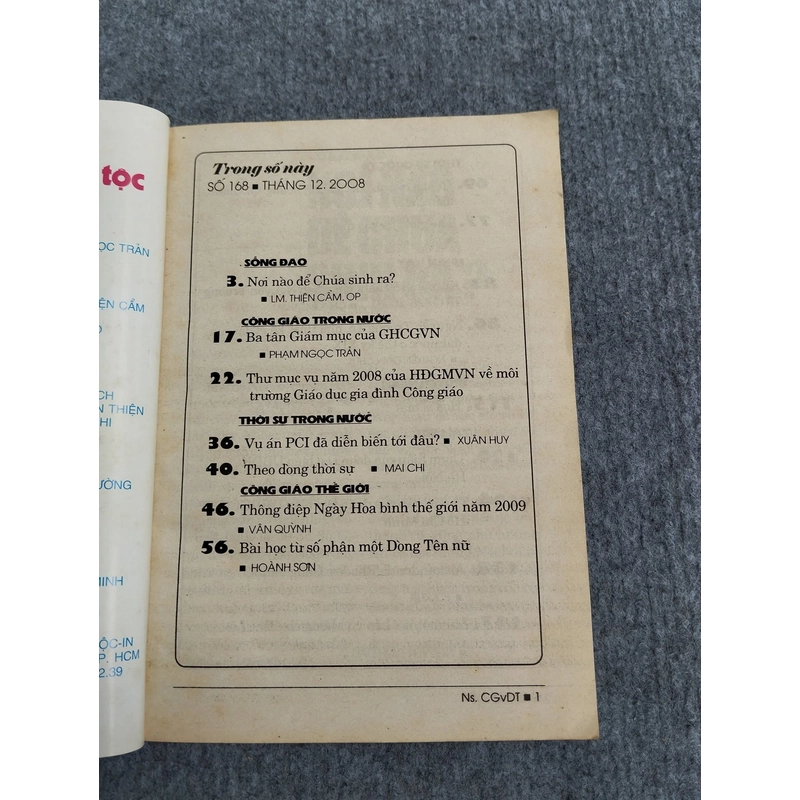 tộc
ỌC TRÀN
ỆN CẨM
ÍCH
N THIỆN
HI
ƯỜNG
MINH
ỘC-IN
P. HCM
2.39
Trong số này
SỐ 168 ■ THÁNG 12. 2008
SỐNG ĐẠO
3. Nơi nào để Chúa sinh ra?
■ LM. THIỆN CẨM, OP
CÔNG GIÁO TRONG NƯỚC
17. Ba tân Giám mục của GHCGVN
■ PHẠM NGỌC TRẦN
22. Thư mục vụ năm 2008 của HĐGMVN về môi
trường Giáo dục gia đình Công giáo
THỜI SỰ TRONG NƯỚC
36. Vụ án PCI đã diễn biến tới đâu? ■ XUÂN HUY
40. Theo dòng thời sự ■ MAI CHI
CÔNG GIÁO THẾ GIỚI
46. Thông điệp Ngày Hòa bình thế giới năm 2009
■ VÂN QUỲNH
56. Bài học từ số phận một Dòng Tên nữ
■ HOÀNH SƠN
Ns. CGvDT ■ 1